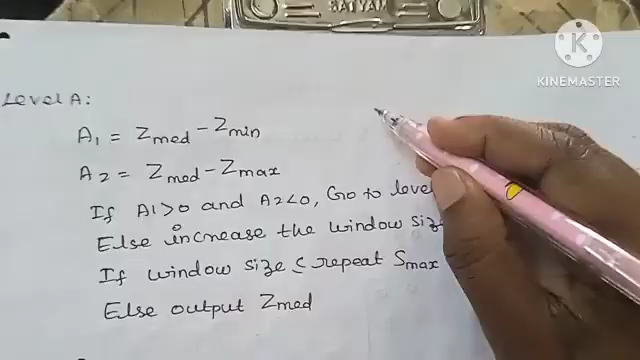 SATYAM
KINEMASTER
Level A:
A1 = Zmed - Zmin
A2 = Zmed - Zmax
If A1>0 and A2<0, Go to level
Else increase the window size
If window size ≤ repeat Smax
Else output Zmed